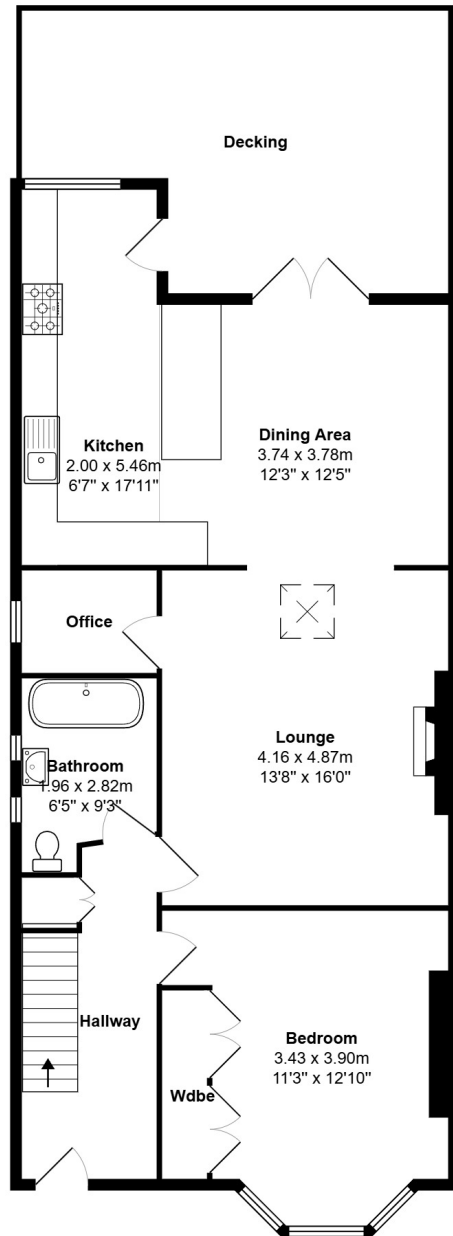 Decking
Kitchen
2.00 x 5.46m
6'7" x 17'11"
Dining Area
3.74 x 3.78m
12'3" x 12'5"
Office
Lounge
4.16 x 4.87m
13'8" x 16'0"
Bathroom
1.96 x 2.82m
6'5" x 9'3"
Hallway
Bedroom
3.43 x 3.90m
11'3" x 12'10"
Wdbe